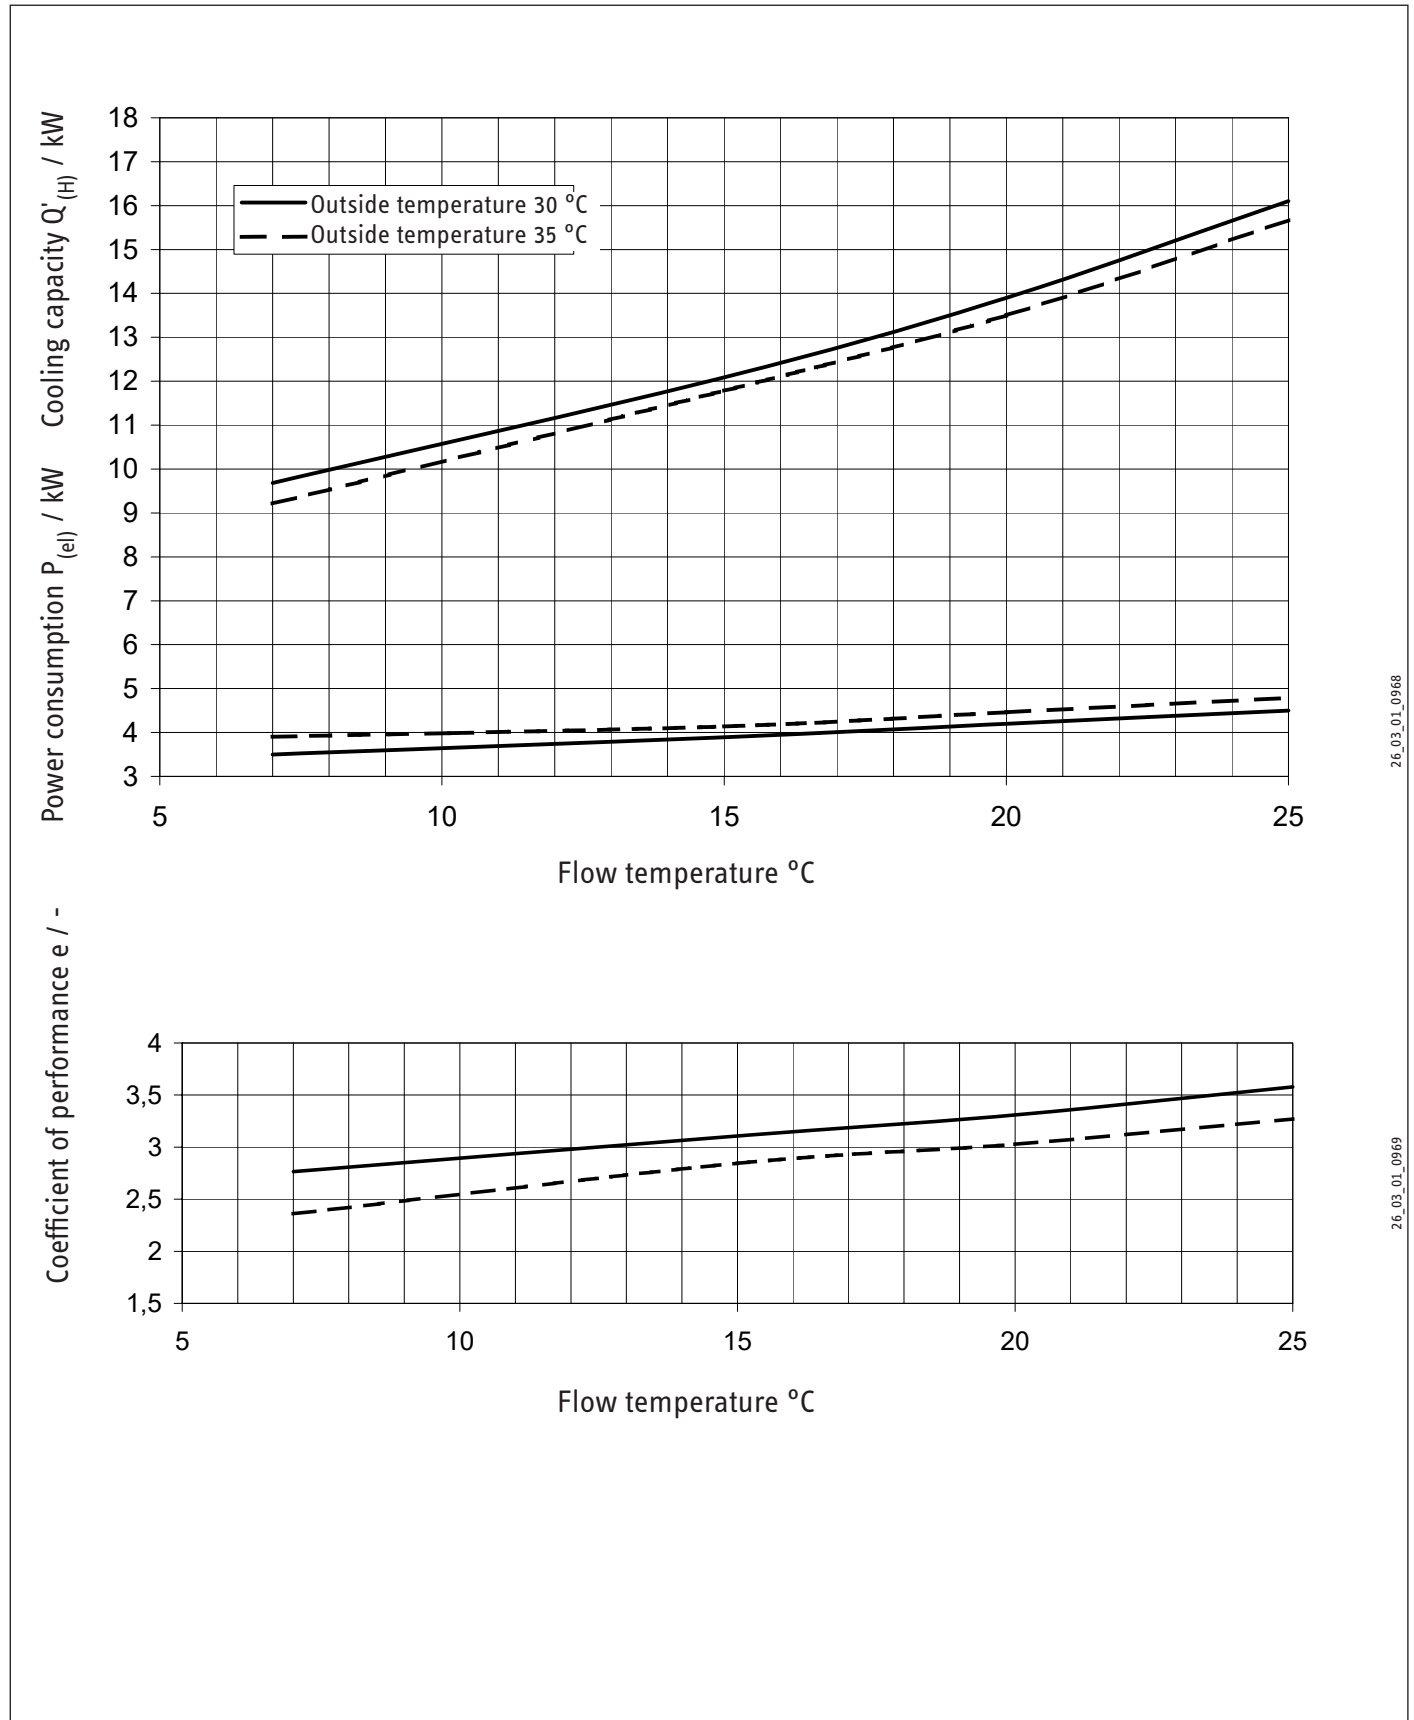 Cooling capacity Q̇(H) / kW
Power consumption P(el) / kW
18
17
16
15
14
13
12
11
10
9
8
7
6
5
4
3
Outside temperature 30 °C
Outside temperature 35 °C
5 10 15 20 25
Flow temperature °C
26_03_01_0968
Coefficient of performance e / -
4
3,5
3
2,5
2
1,5
5 10 15 20 25
Flow temperature °C
26_03_01_0969